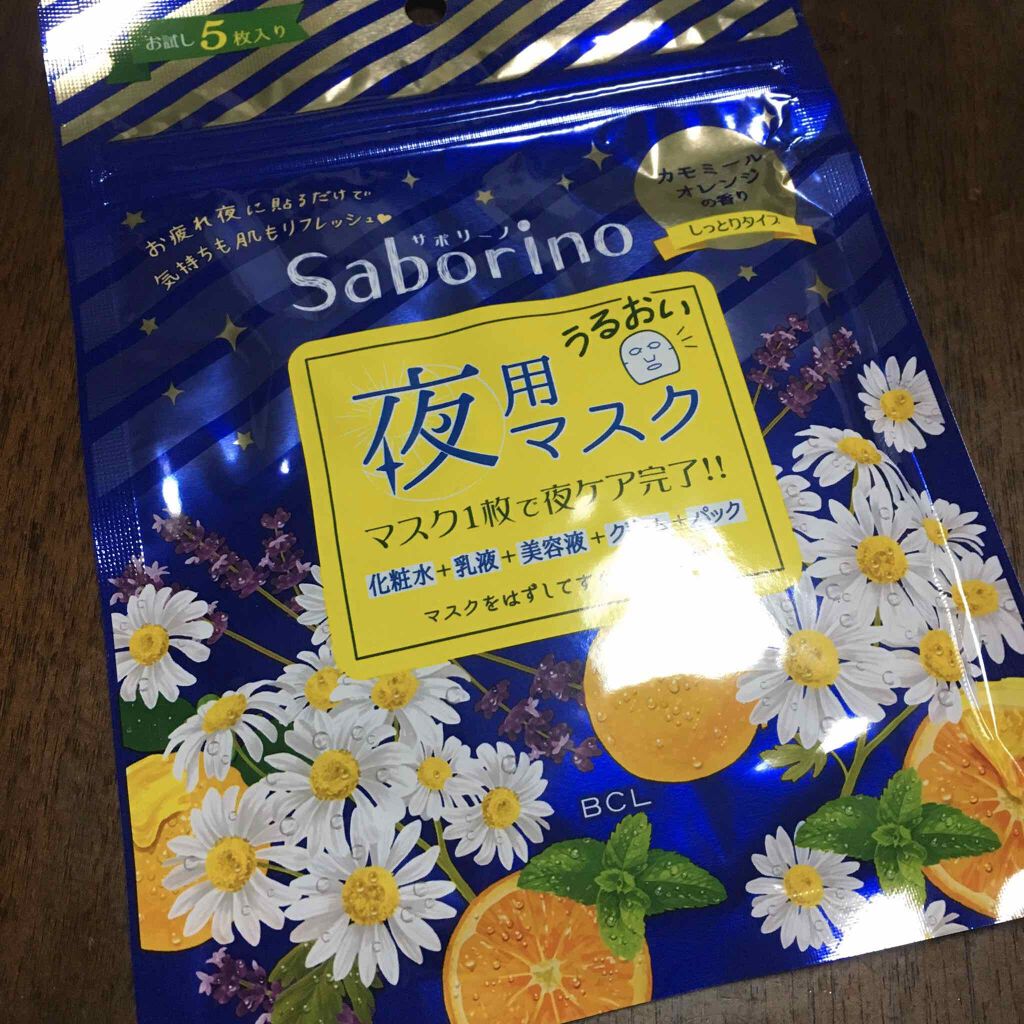 お試し5枚入り
カモミール
オレンジ
の香り
しっとりタイプ
お疲れ夜に貼るだけで
気持ちも肌もリフレッシュ♥
サボリーノ
Saborino
うるおい
夜用
マスク
マスク1枚で夜ケア完了!!
化粧水+乳液+美容液+ク +パック
マスクをはずしてす
BCL